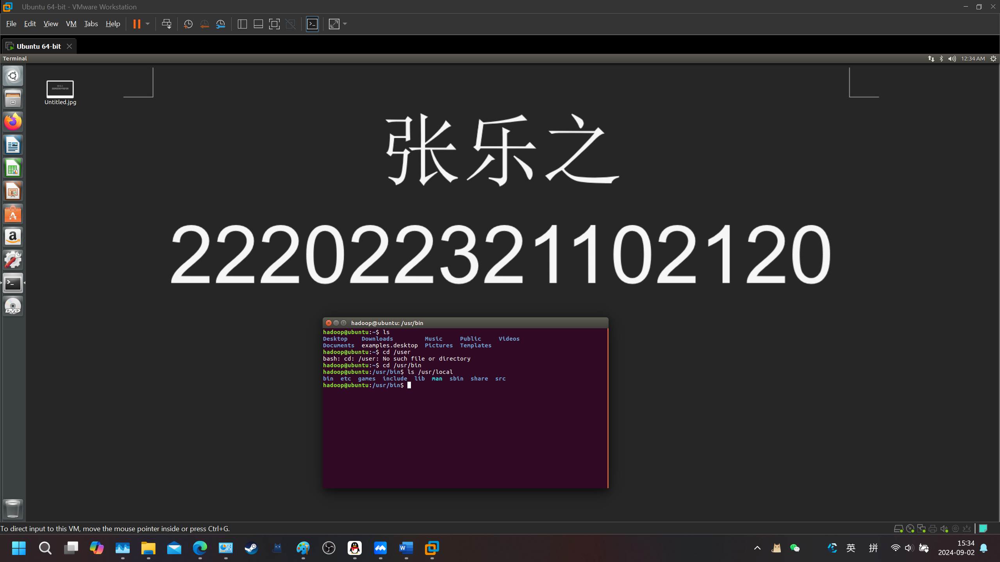 Ubuntu 64-bit - VMware Workstation
File Edit View VM Tabs Help
Ubuntu 64-bit
Terminal 12:34 AM
Untitled.jpg
张乐之
222022321102120
hadoop@ubuntu: /usr/bin
hadoop@ubuntu:~$ ls
Desktop Downloads Music Public Videos
Documents examples.desktop Pictures Templates
hadoop@ubuntu:~$ cd /user
bash: cd: /user: No such file or directory
hadoop@ubuntu:~$ cd /usr/bin
hadoop@ubuntu:/usr/bin$ ls /usr/local
bin etc games include lib man sbin share src
hadoop@ubuntu:/usr/bin$
To direct input to this VM, move the mouse pointer inside or press Ctrl+G.
英 拼 15:34
2024-09-02